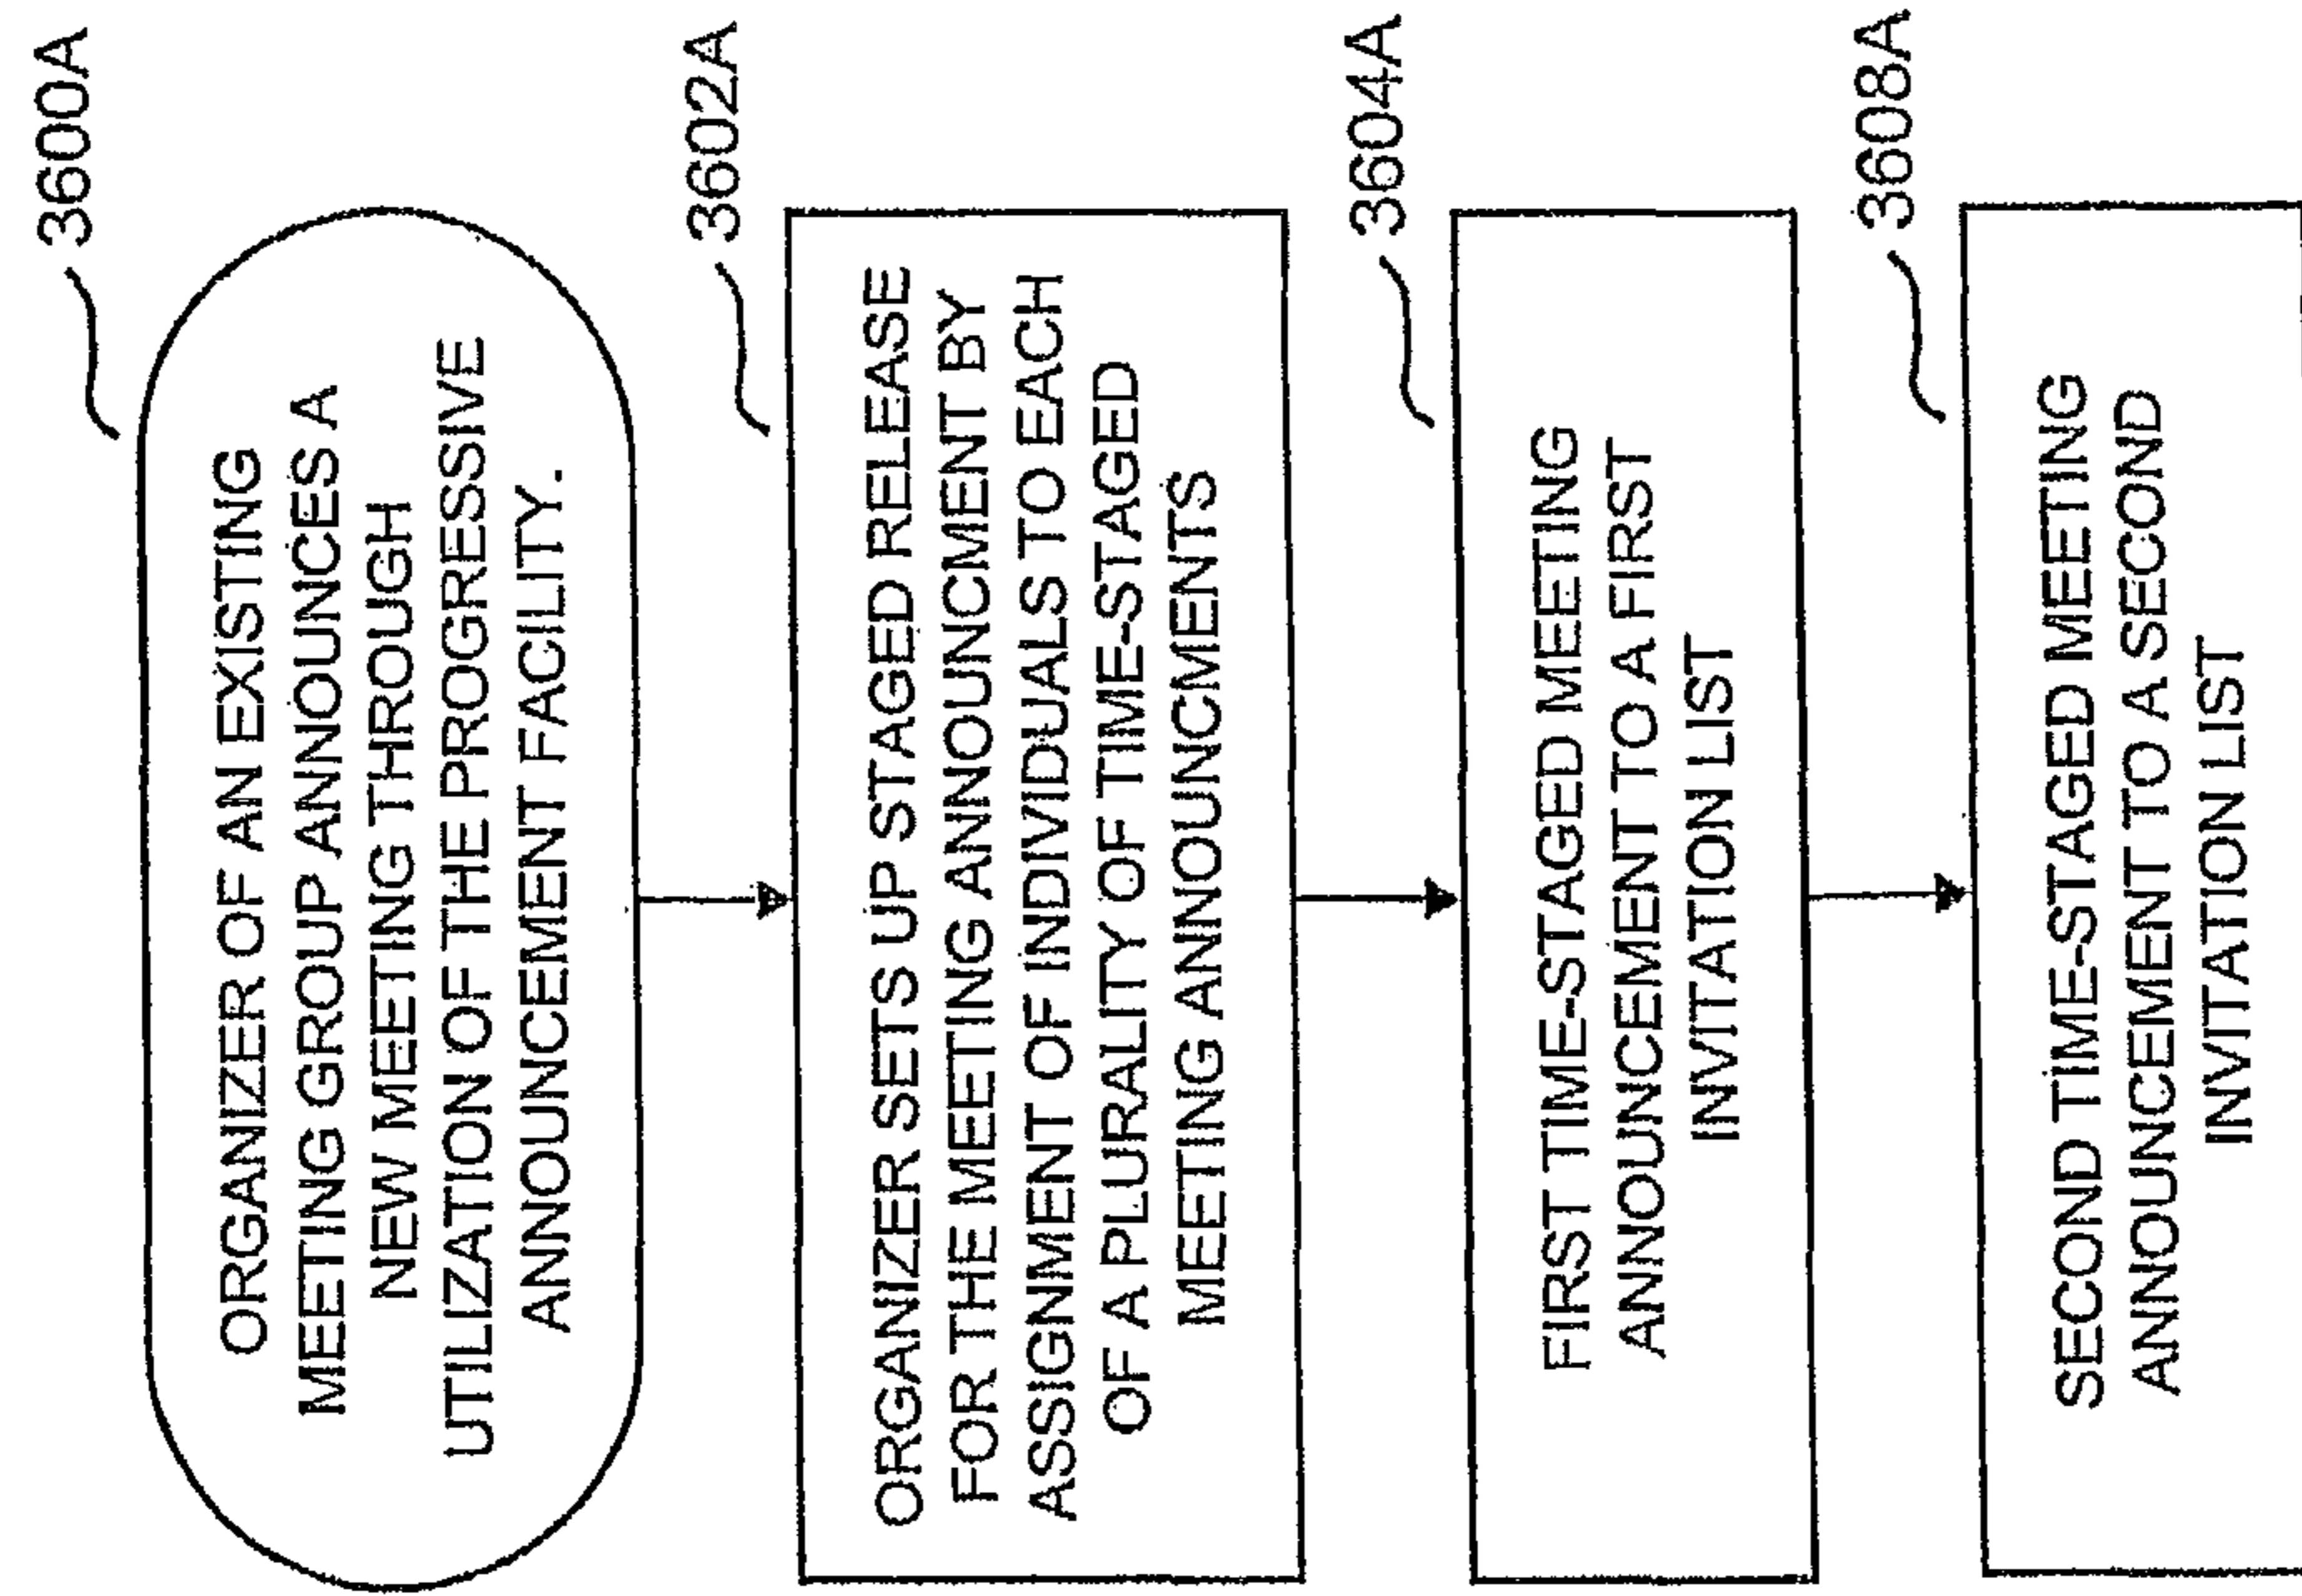 3600A
ORGANIZER OF AN EXISTING
MEETING GROUP ANNOUNCES A
NEW MEETING THROUGH
UTILIZATION OF THE PROGRESSIVE
ANNOUNCEMENT FACILITY.
3602A
ORGANIZER SETS UP STAGED RELEASE
FOR THE MEETING ANNOUNCMENT BY
ASSIGNMENT OF INDIVIDUALS TO EACH
OF A PLURALITY OF TIME-STAGED
MEETING ANNOUNCMENTS
3604A
FIRST TIME-STAGED MEETING
ANNOUNCEMENT TO A FIRST
INVITATION LIST
3608A
SECOND TIME-STAGED MEETING
ANNOUNCEMENT TO A SECOND
INVITATION LIST